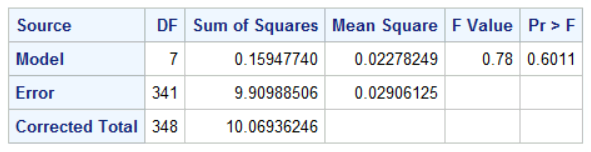 Source DF Sum of Squares Mean Square F Value Pr > F
Model 7 0.15947740 0.02278249 0.78 0.6011
Error 341 9.90988506 0.02906125
Corrected Total 348 10.06936246